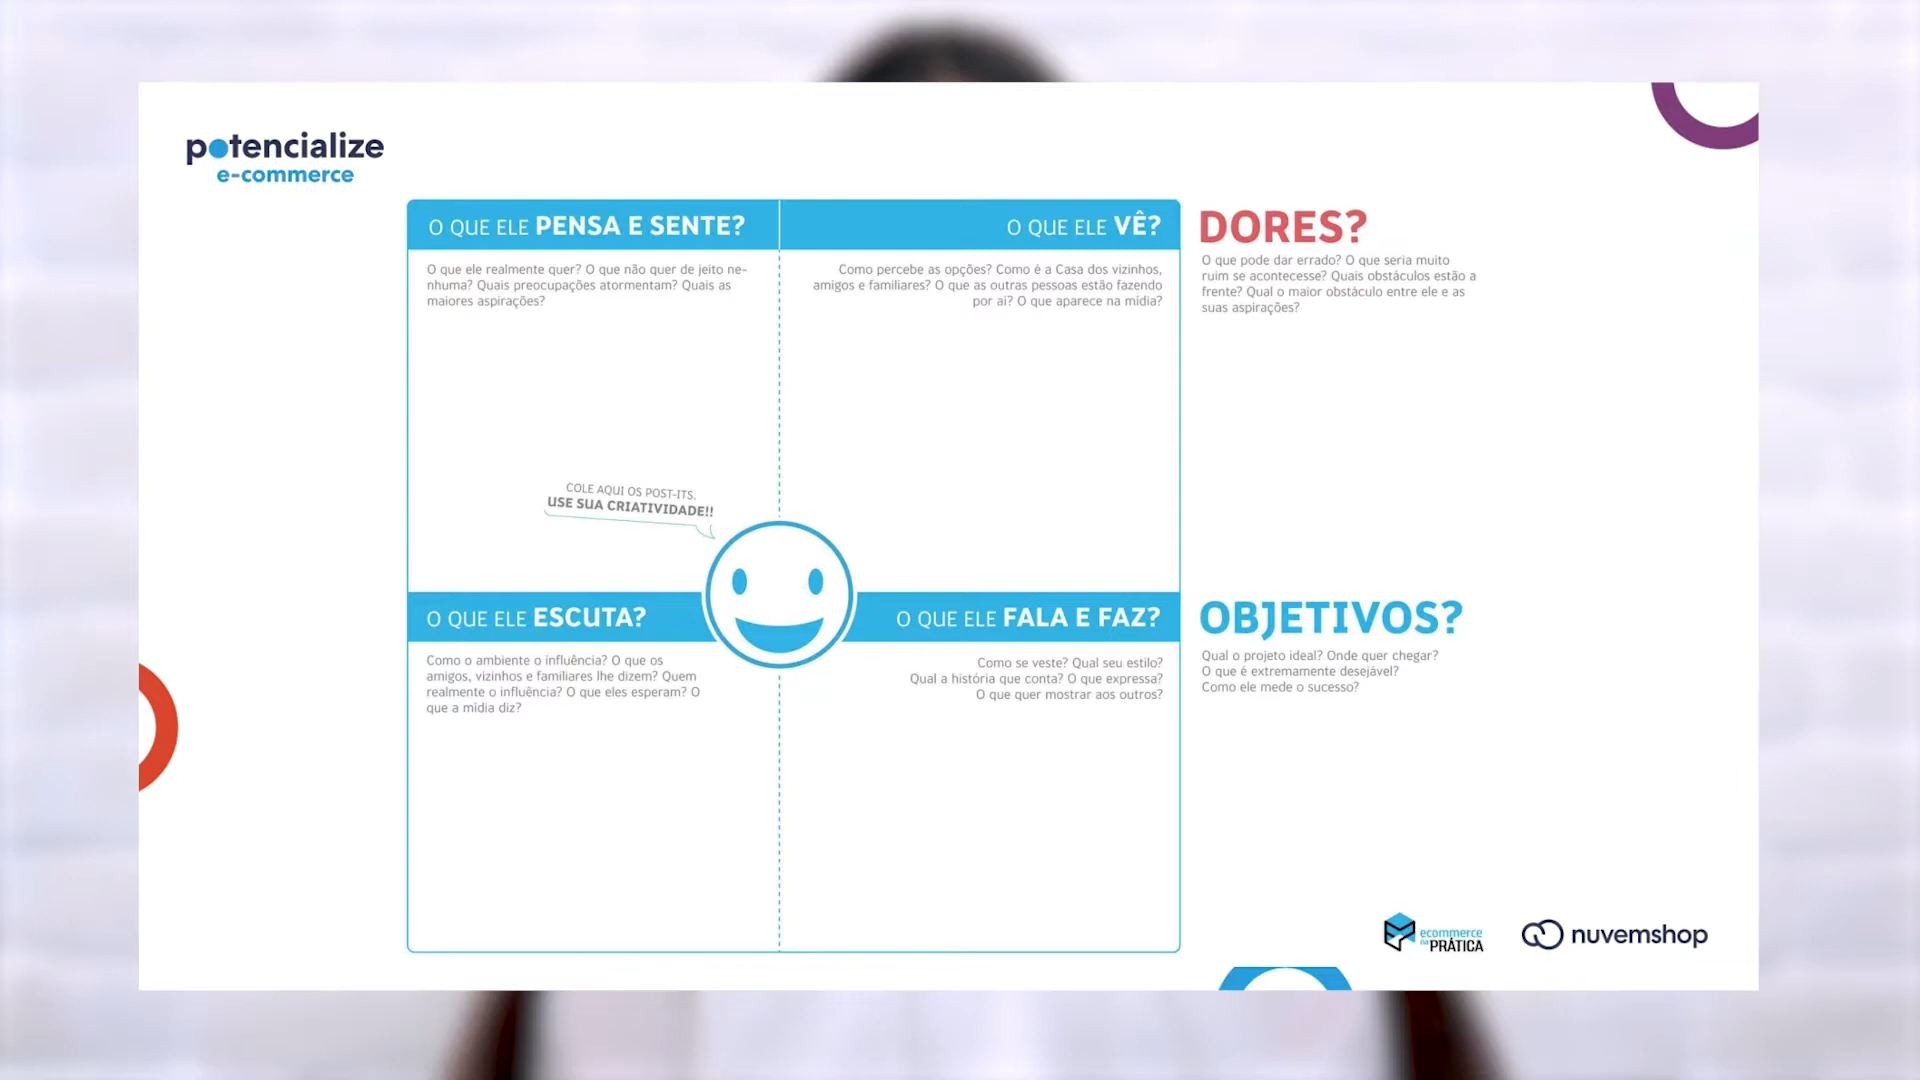 potencialize
e-commerce
O QUE ELE PENSA E SENTE?
O que ele realmente quer? O que não quer de jeito ne-
nhuma? Quais preocupações atormentam? Quais as
maiores aspirações?
O QUE ELE VÊ?
Como percebe as opções? Como é a Casa dos vizinhos,
amigos e familiares? O que as outras pessoas estão fazendo
por ai? O que aparece na mídia?
DORES?
O que pode dar errado? O que seria muito
ruim se acontecesse? Quais obstáculos estão a
frente? Qual o maior obstáculo entre ele e as
suas aspirações?
COLE AQUI OS POST-ITS.
USE SUA CRIATIVIDADE!!
O QUE ELE ESCUTA?
Como o ambiente o influência? O que os
amigos, vizinhos e familiares lhe dizem? Quem
realmente o influência? O que eles esperam? O
que a mídia diz?
O QUE ELE FALA E FAZ?
Como se veste? Qual seu estilo?
Qual a história que conta? O que expressa?
O que quer mostrar aos outros?
OBJETIVOS?
Qual o projeto ideal? Onde quer chegar?
O que é extremamente desejável?
Como ele mede o sucesso?
ecommerce
na PRÁTICA
nuvemshop